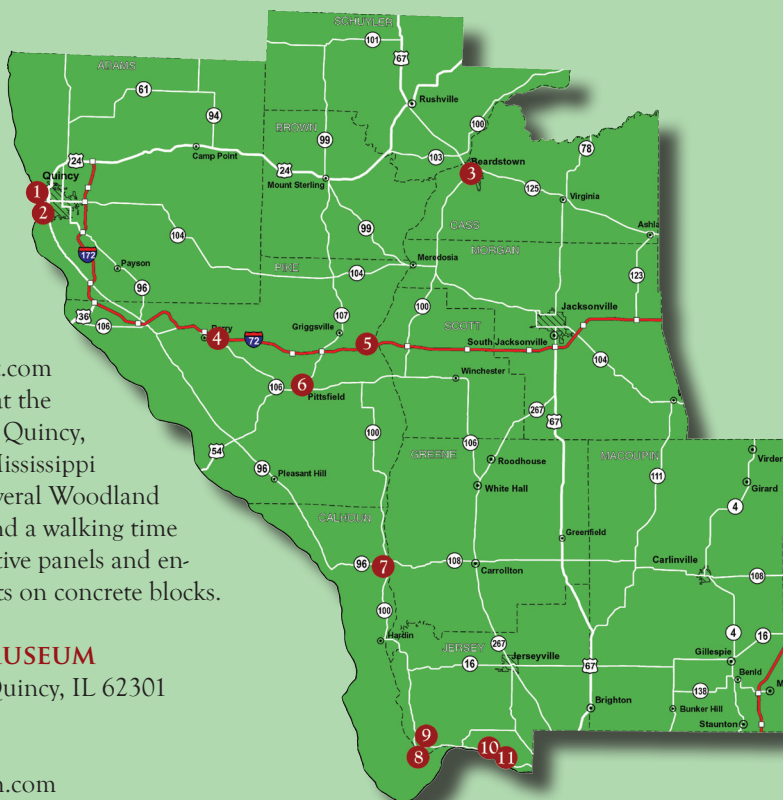 SCHUYLER
101
67
ADAMS
61
Rushville
94
100
BROWN
99
78
24
Camp Point
103
Beardstown
Quincy
24
Mount Sterling
3
1
125
Virginia
2
99
CASS
104
Ashla
MORGAN
172
PIKE
Meredosia
Payson
104
123
96
100
36
107
Jacksonville
106
Griggsville
SCOTT
Perry
4
72
5
South Jacksonville
104
t.com
6
Winchester
106
Pittsfield
at the
267
Quincy,
100
106
67
Mississippi
54
GREENE
MACOUPIN
Roodhouse
Virden
veral Woodland
96
Pleasant Hill
111
Girard
White Hall
4
nd a walking time
CALHOUN
tive panels and en-
Greenfield
96
7
108
Carrollton
Carlinville
108
ts on concrete blocks.
100
4
16
Hardin
JERSEY
267
Gillespie
USEUM
16
Jerseyville
67
Benld
M
Quincy, IL 62301
138
Brighton
Bunker Hill
Staunton
9
10
8
11
n.com